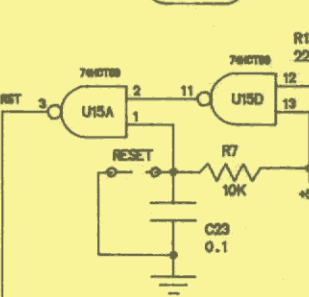 R1
22
74HCT00
74HCT00
12
RST 3 U15A 2 11 U15D
1 13
RESET
R7
10K
+5
C23
0.1